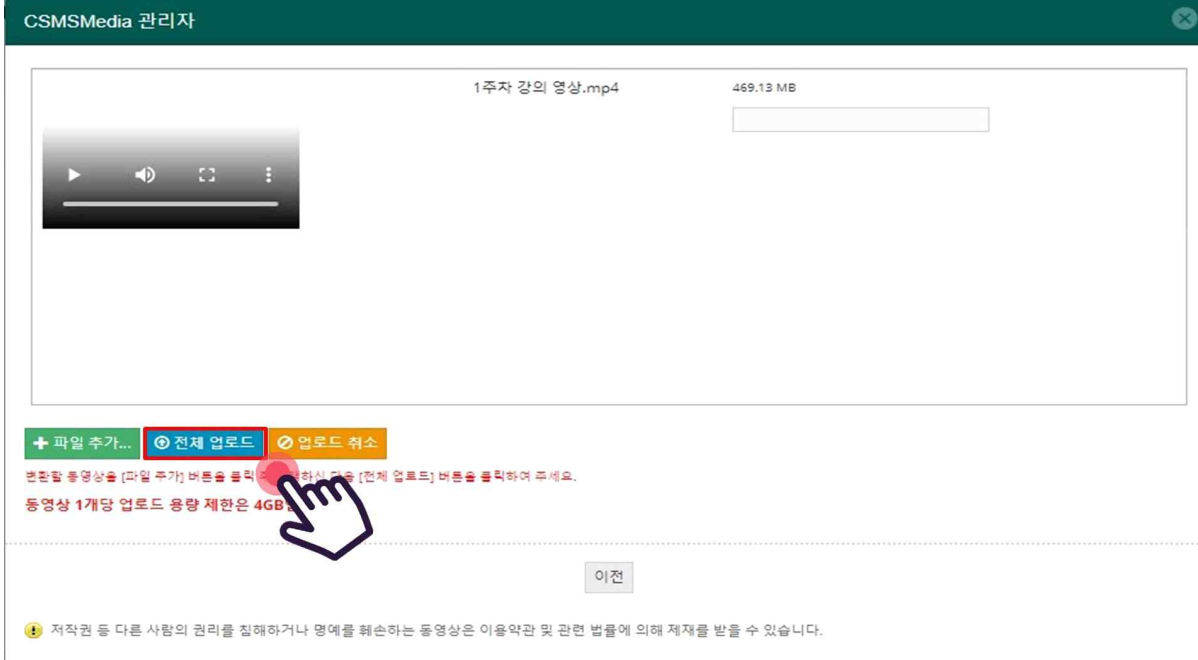 CSMSMedia 관리자
1주차 강의 영상.mp4 469.13 MB
파일 추가... 전체 업로드 업로드 취소
변환할 동영상을 [파일 추가] 버튼을 클릭 다음 [전체 업로드] 버튼을 클릭하여 주세요.
동영상 1개당 업로드 용량 제한은 4GB
이전
저작권 등 다른 사람의 권리를 침해하거나 명예를 훼손하는 동영상은 이용약관 및 관련 법률에 의해 제재를 받을 수 있습니다.